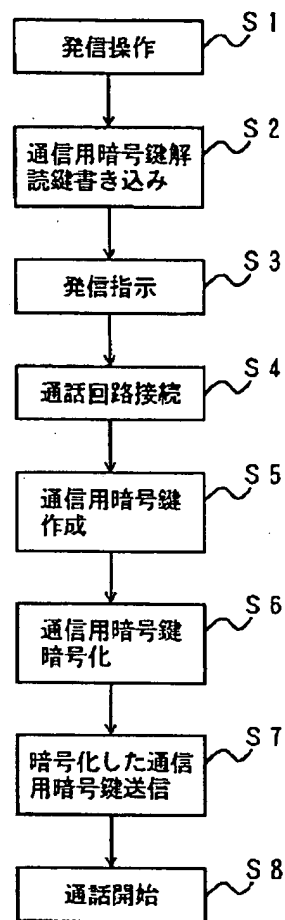 S1
発信操作
S2
通信用暗号鍵解
読鍵書き込み
S3
発信指示
S4
通話回路接続
S5
通信用暗号鍵
作成
S6
通信用暗号鍵
暗号化
S7
暗号化した通信
用暗号鍵送信
S8
通話開始